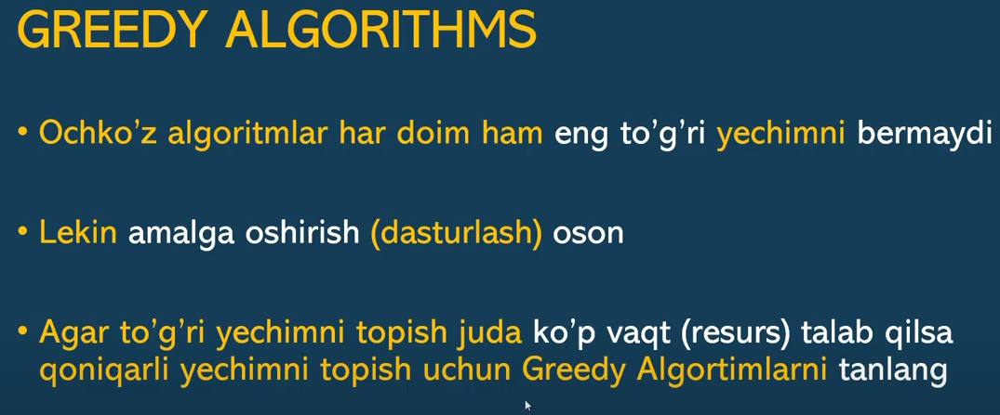 GREEDY ALGORITHMS
• Ochko’z algoritmlar har doim ham eng to’g’ri yechimni bermaydi
• Lekin amalga oshirish (dasturlash) oson
• Agar to’g’ri yechimni topish juda ko’p vaqt (resurs) talab qilsa
qoniqarli yechimni topish uchun Greedy Algortimlarni tanlang